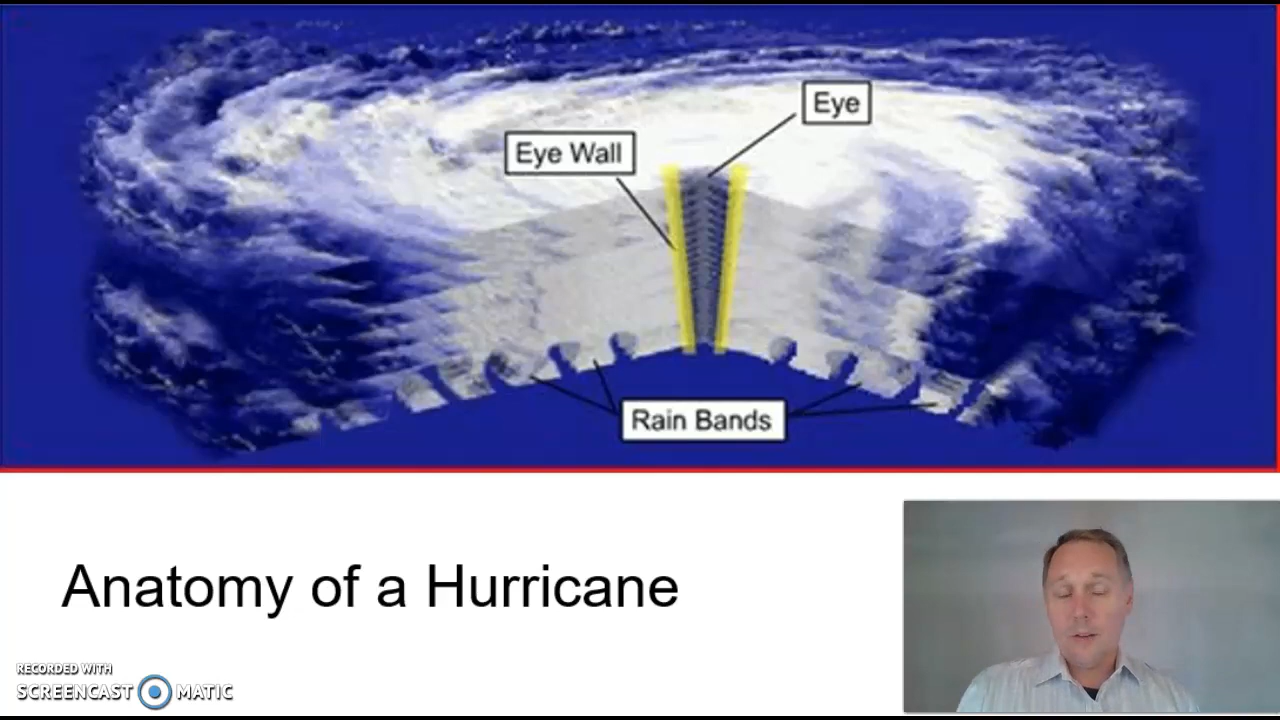 Eye
Eye Wall
Rain Bands
Anatomy of a Hurricane
RECORDED WITH
SCREENCAST MATIC